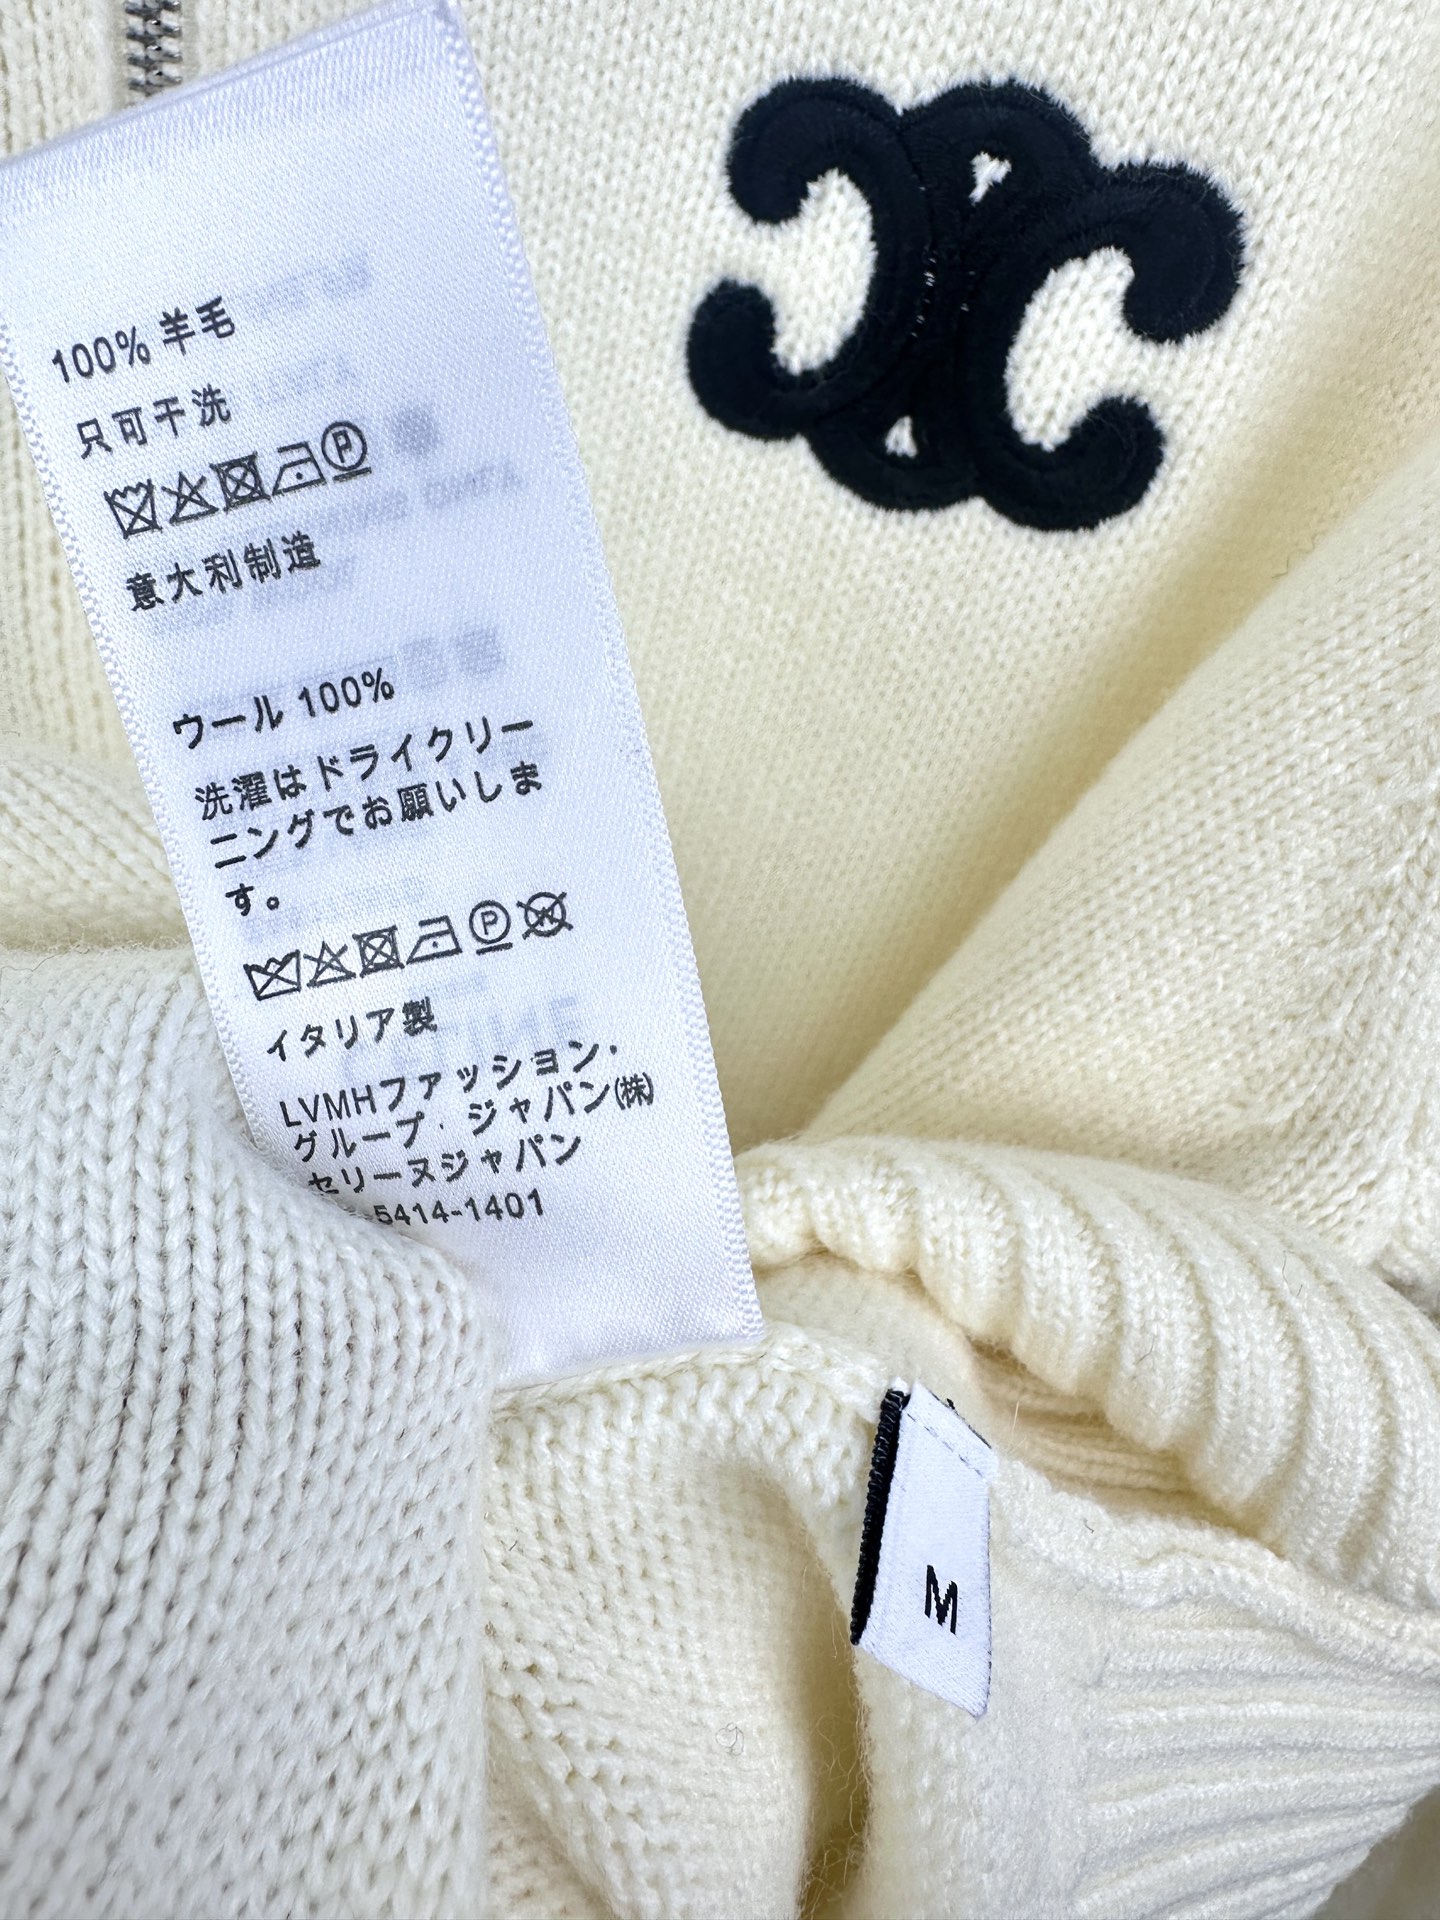 100% 羊毛
只可干洗
P
意大利制造
ウール 100%
洗濯はドライクリー
ニングでお願いしま
す。
P W
イタリア製
LVMHファッション・
グループ・ジャパン(株)
セリーヌジャパン
-5414-1401
M